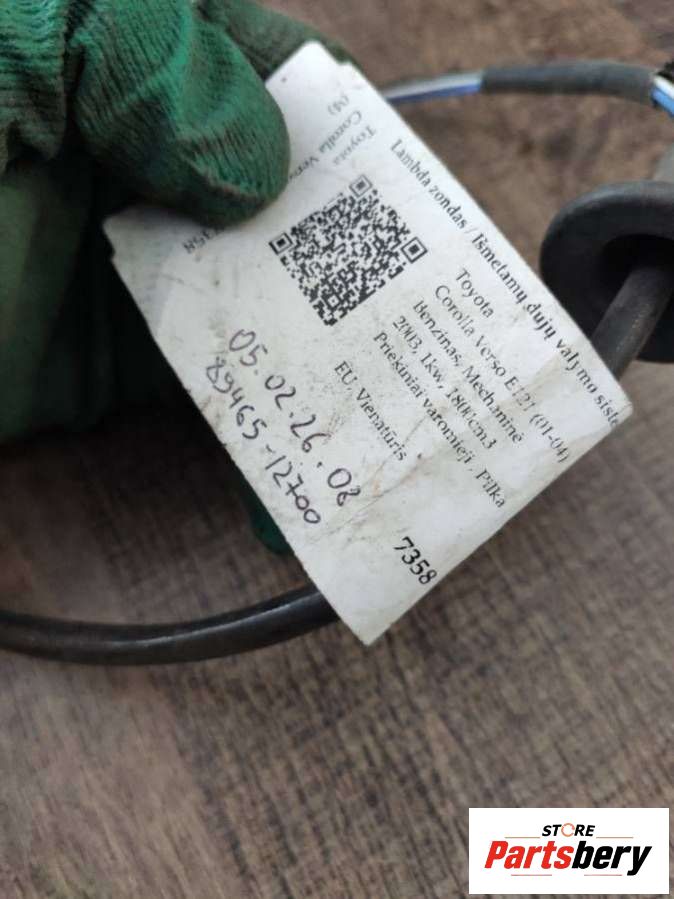 Lambda zondas / Išmetamų dujų valymo siste
Toyota
Corolla Verso E121 (01-04)
Benzinas, Mechaninė
2003, 1kw, 1800cm3
Priekiniai varomieji, Pilka
EU, Vienatūris
7358
Toyota
Corolla Verso
7358
05.02.26.08
89465-12700
STORE
Partsbery